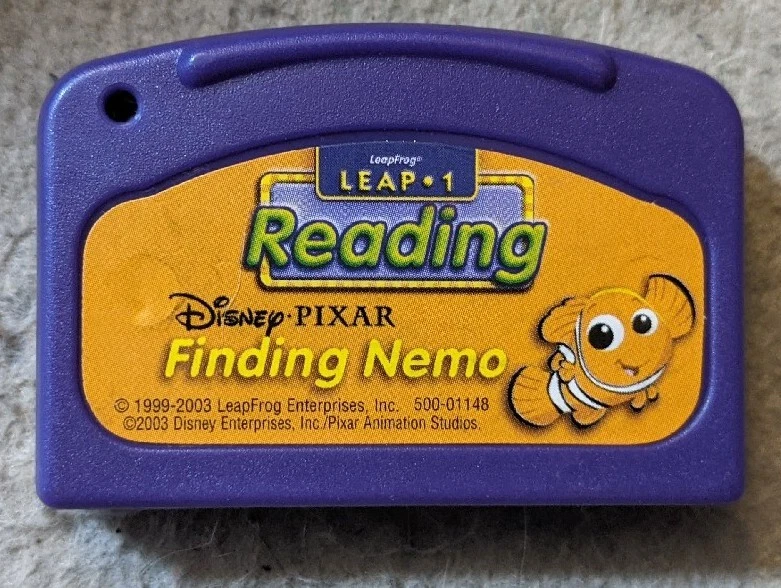 LeapFrog®
LEAP•1
Reading
Disney·PIXAR
Finding Nemo
© 1999-2003 LeapFrog Enterprises, Inc. 500-01148
©2003 Disney Enterprises, Inc./Pixar Animation Studios.